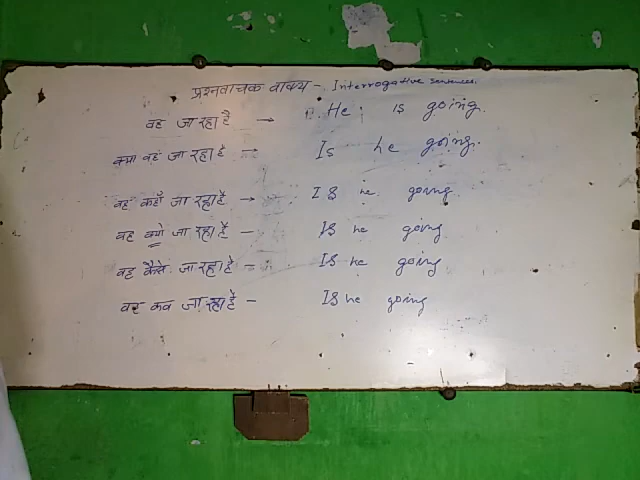 प्रश्नवाचक वाक्य - Interrogative sentences.
वह जा रहा है → He is going.
क्या वह जा रहा है → Is he going.
वह कहाँ जा रहा है → IS he going
वह क्यो जा रहा है - IS he going
वह कैसे जा रहा है - IS he going
वह कब जा रहा है - IS he going